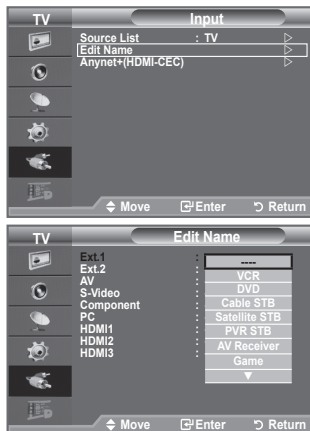 TV Input
Source List : TV
Edit Name
Anynet+(HDMI-CEC)
Move Enter Return
TV Edit Name
Ext.1 : ----
Ext.2 : VCR
AV : DVD
S-Video : Cable STB
Component : Satellite STB
PC : PVR STB
HDMI1 : AV Receiver
HDMI2 : Game
HDMI3 : ▼
Move Enter Return